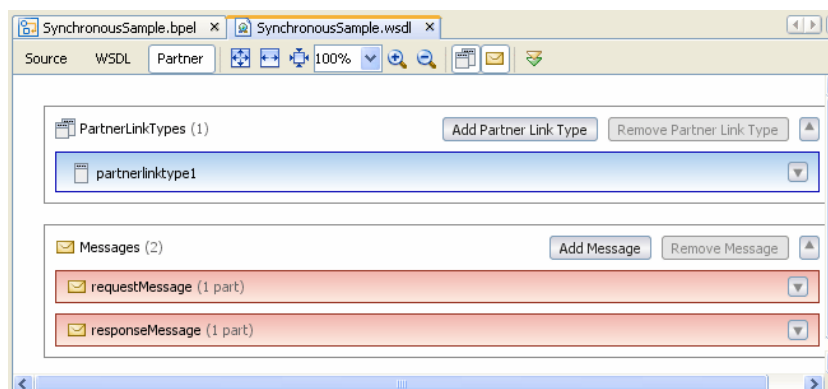 SynchronousSample.bpel x SynchronousSample.wsdl x
Source WSDL Partner 100%
PartnerLinkTypes (1) Add Partner Link Type Remove Partner Link Type
partnerlinktype1
Messages (2) Add Message Remove Message
requestMessage (1 part)
responseMessage (1 part)